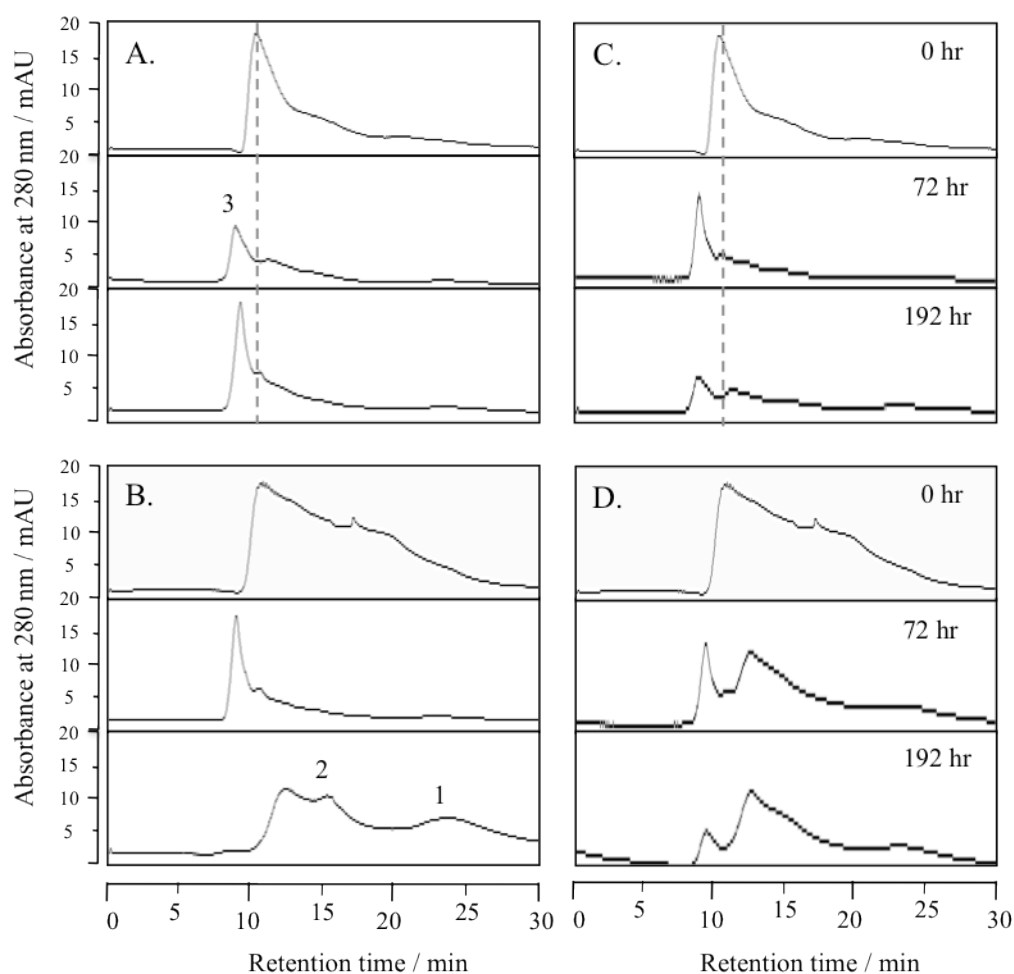 A.
C.
0 hr
20
15
10
5
Absorbance at 280 nm / mAU
72 hr
3
20
15
10
5
192 hr
20
15
10
5
B.
D.
0 hr
20
15
10
5
Absorbance at 280 nm / mAU
72 hr
20
15
10
5
192 hr
2
1
20
15
10
5
0 5 10 15 20 25 30 0 5 10 15 20 25 30
Retention time / min Retention time / min